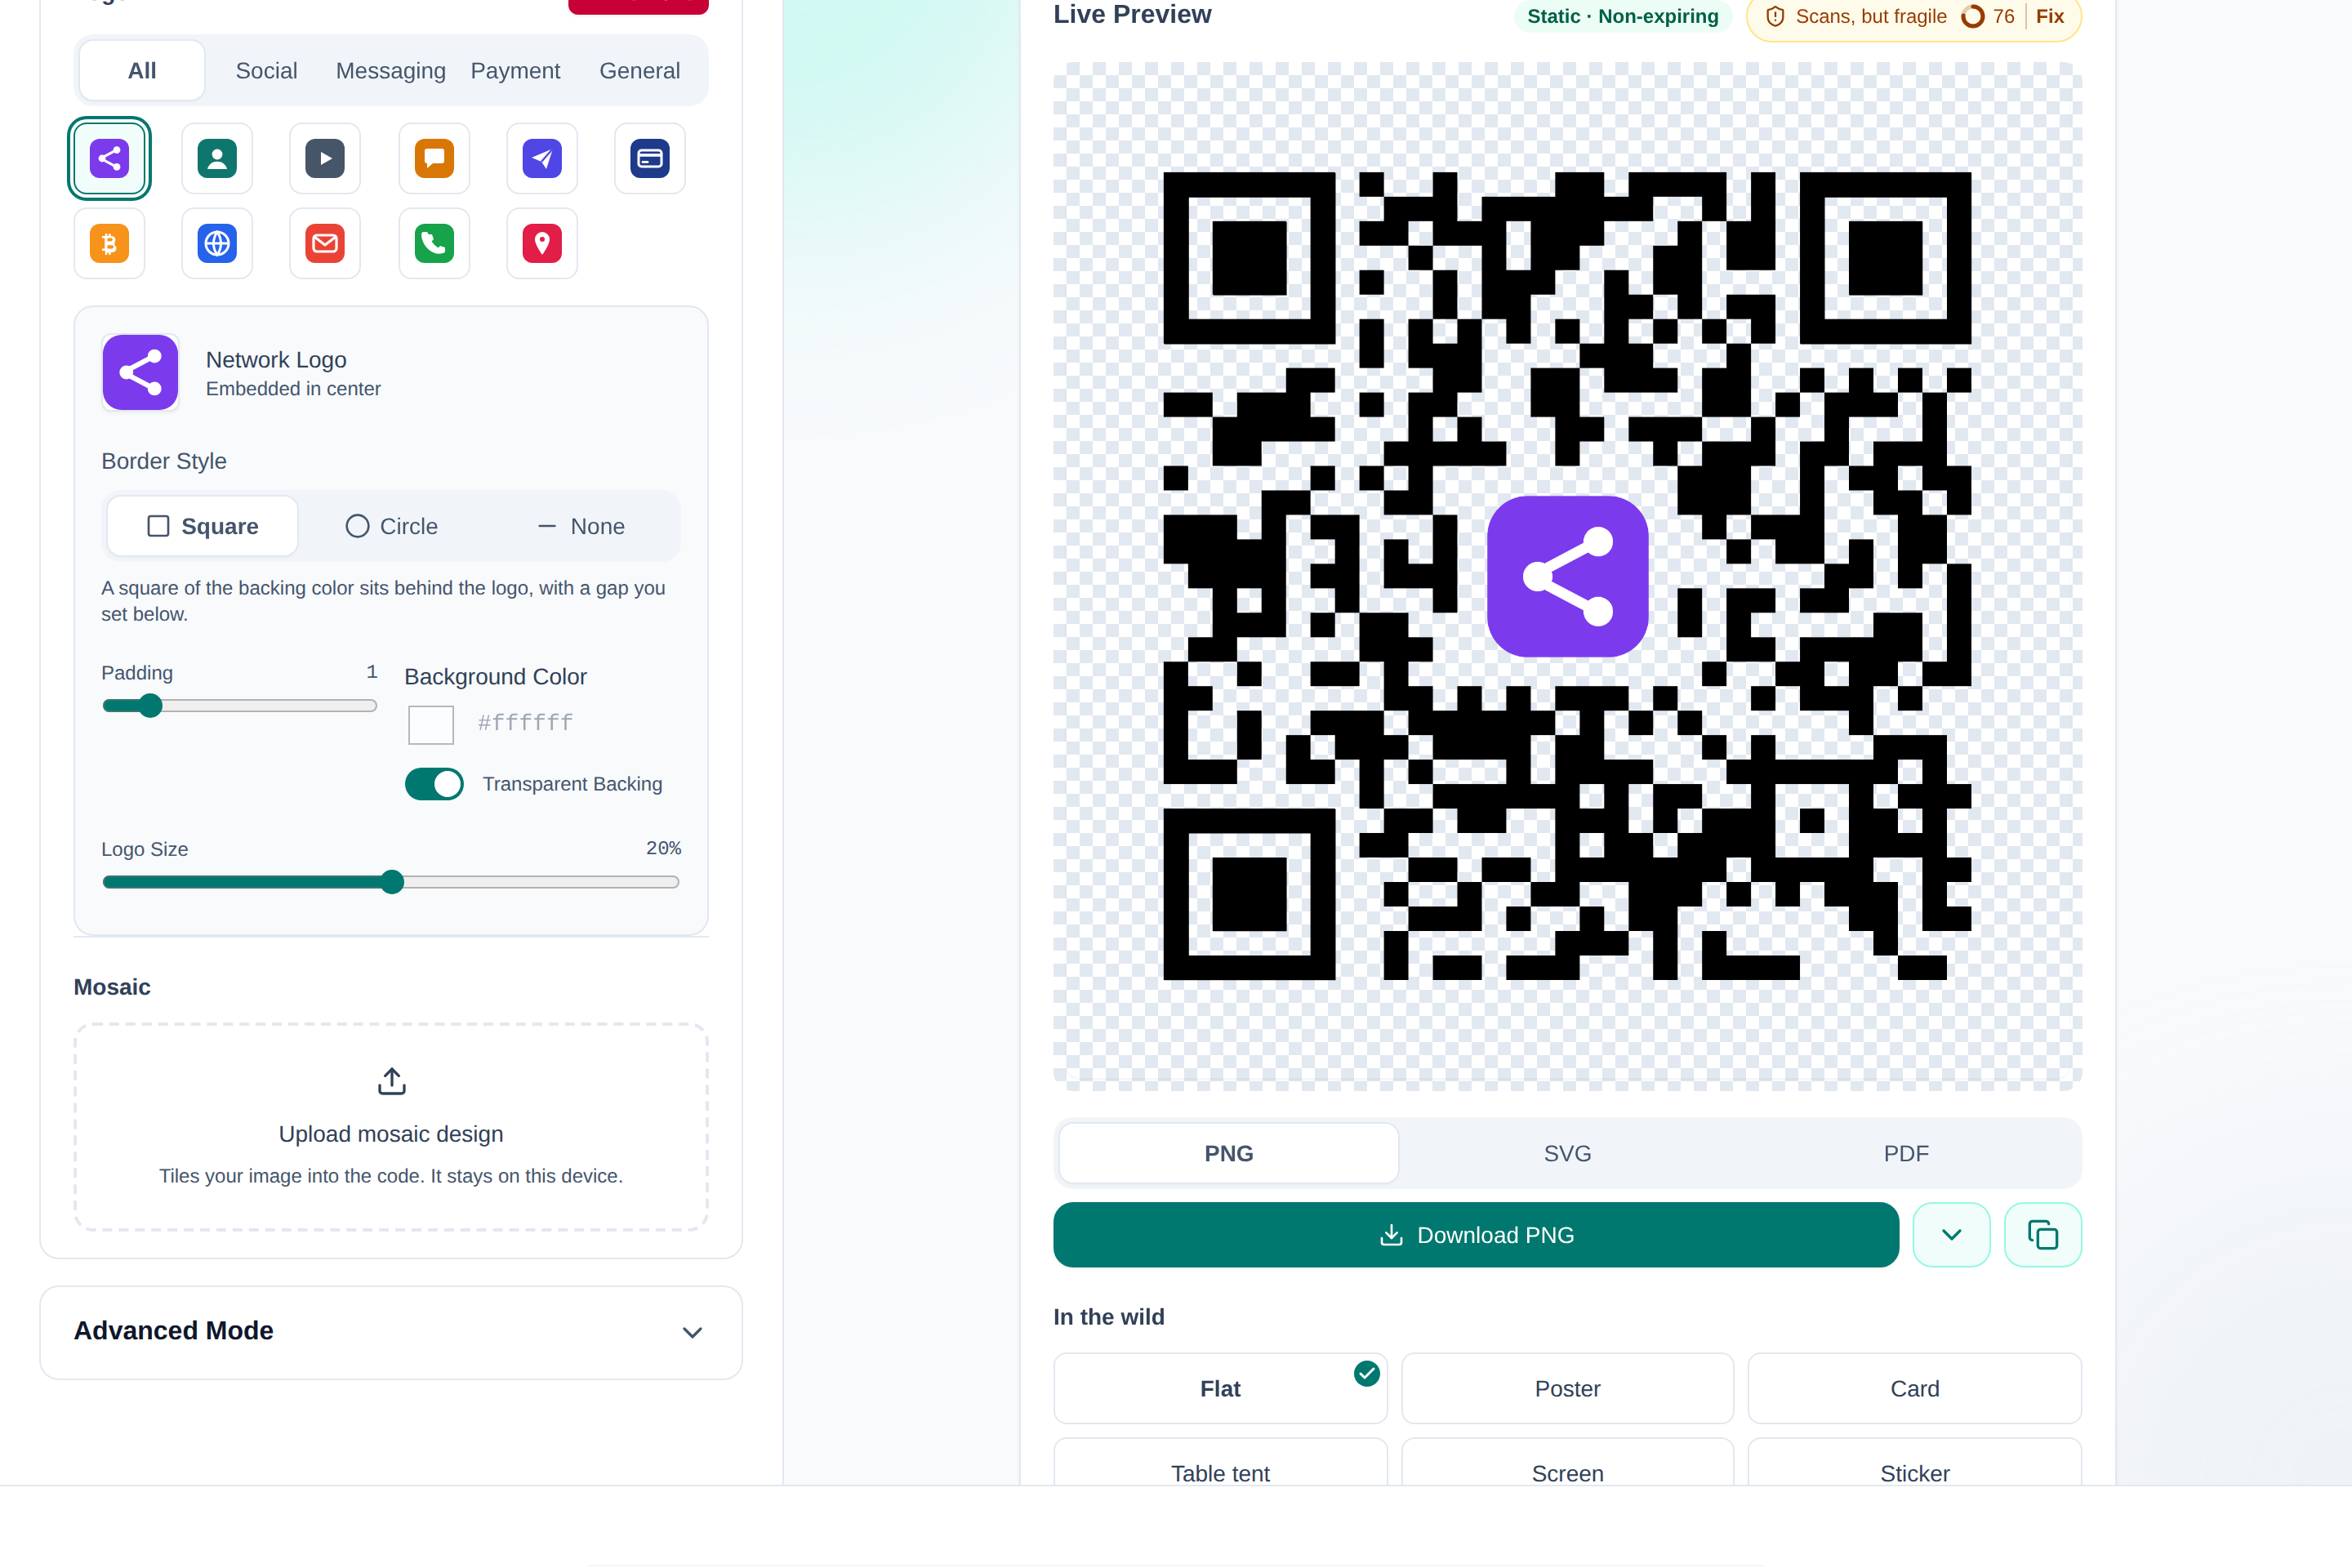 All
Social
Messaging
Payment
General
Network Logo
Embedded in center
Border Style
Square
Circle
None
A square of the backing color sits behind the logo, with a gap you
set below.
Padding
1
Background Color
#ffffff
Transparent Backing
Logo Size
20%
Mosaic
Upload mosaic design
Tiles your image into the code. It stays on this device.
Advanced Mode
Live Preview
Static · Non-expiring
Scans, but fragile
76
Fix
PNG
SVG
PDF
Download PNG
In the wild
Flat
Poster
Card
Table tent
Screen
Sticker